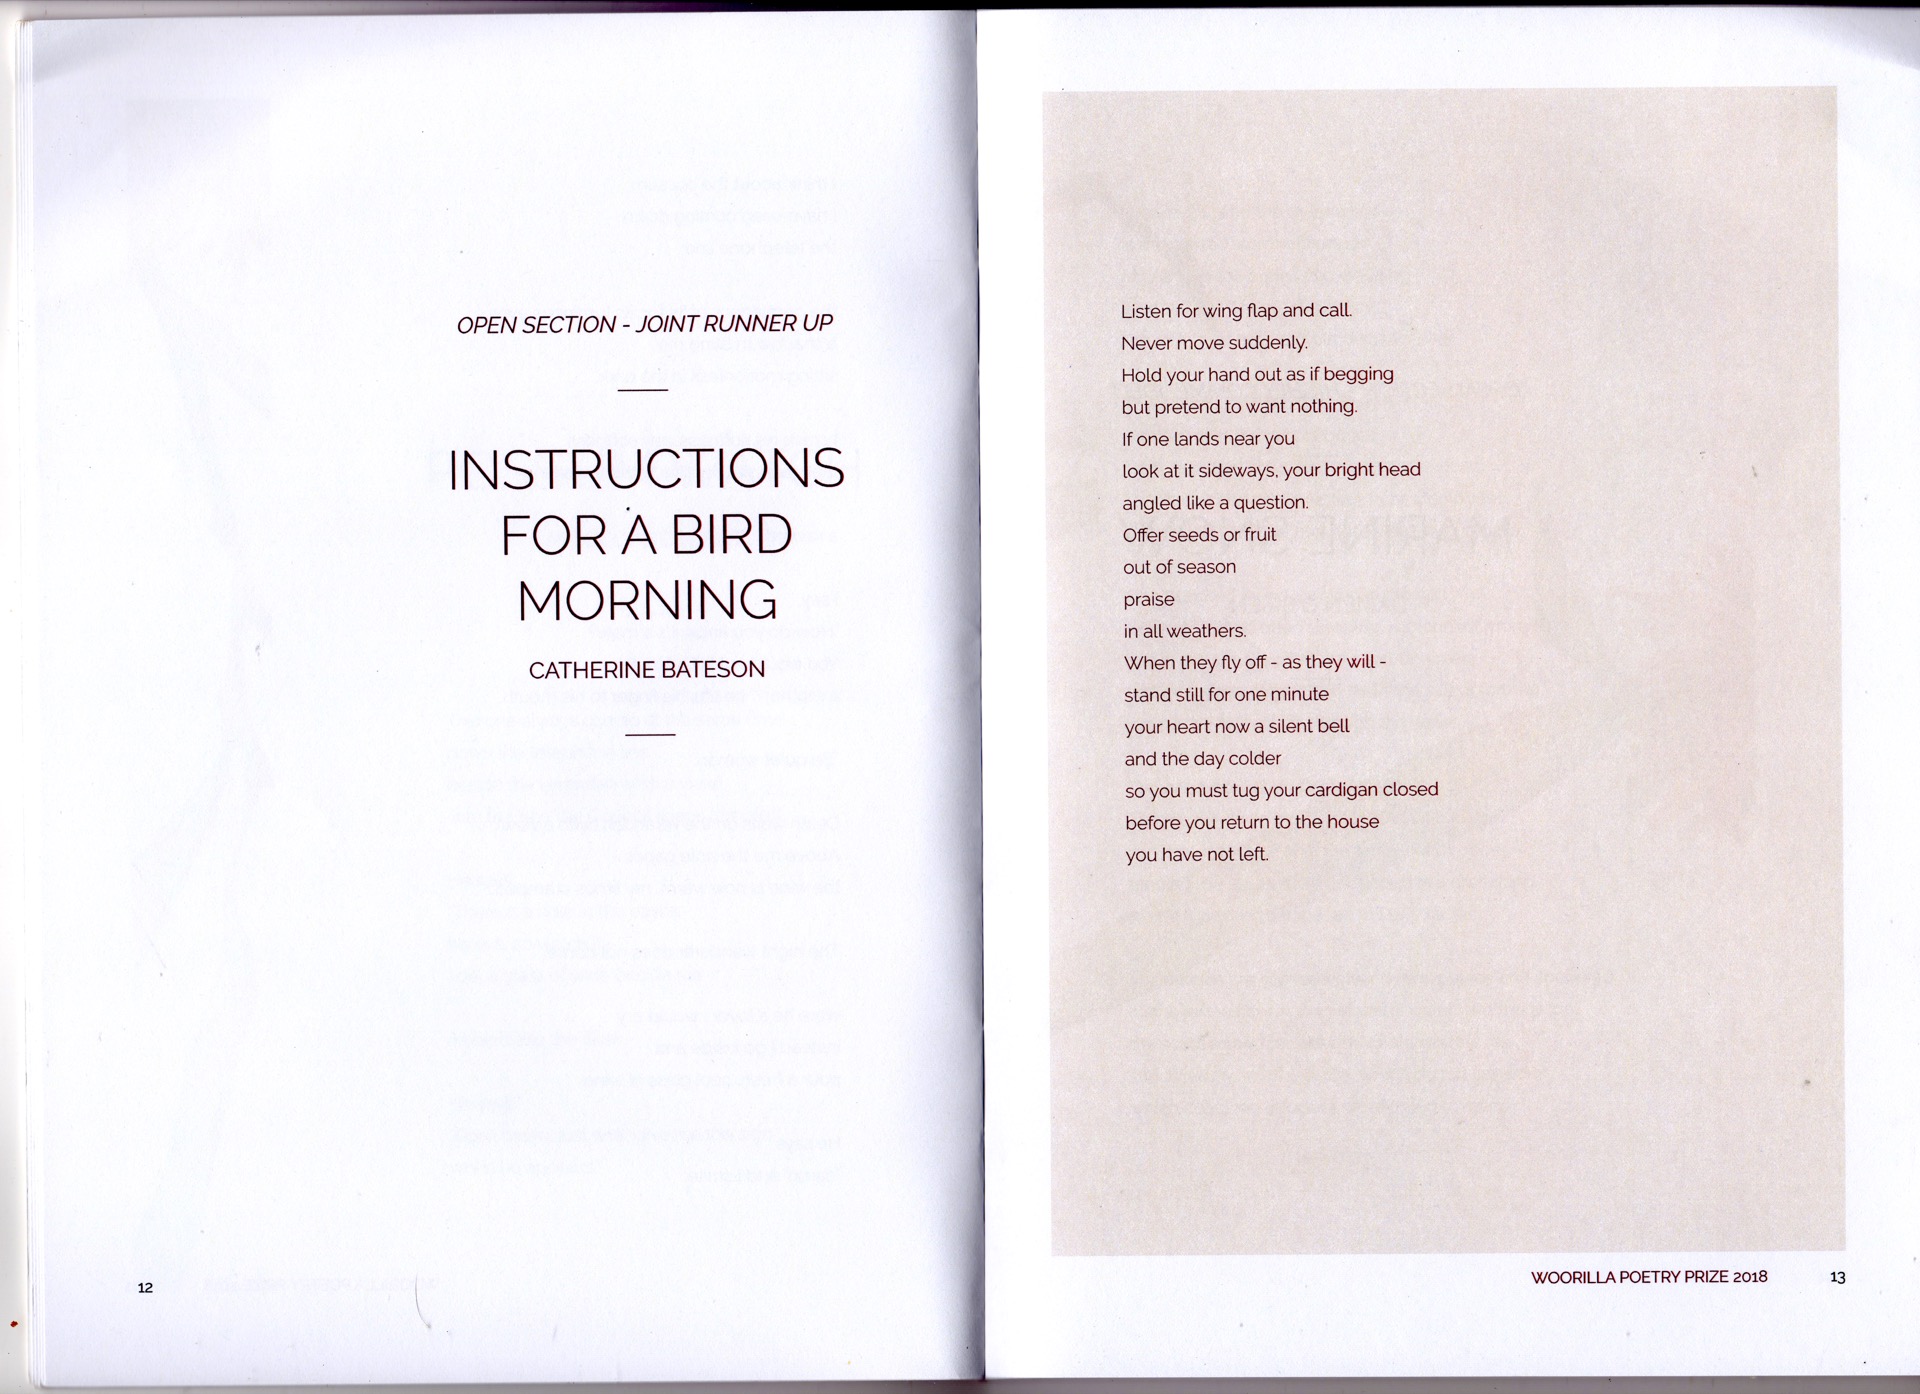 OPEN SECTION - JOINT RUNNER UP
INSTRUCTIONS
FOR A BIRD
MORNING
CATHERINE BATESON
12
Listen for wing flap and call.
Never move suddenly.
Hold your hand out as if begging
but pretend to want nothing.
If one lands near you
look at it sideways, your bright head
angled like a question.
Offer seeds or fruit
out of season
praise
in all weathers.
When they fly off - as they will -
stand still for one minute
your heart now a silent bell
and the day colder
so you must tug your cardigan closed
before you return to the house
you have not left.
WOORILLA POETRY PRIZE 2018
13